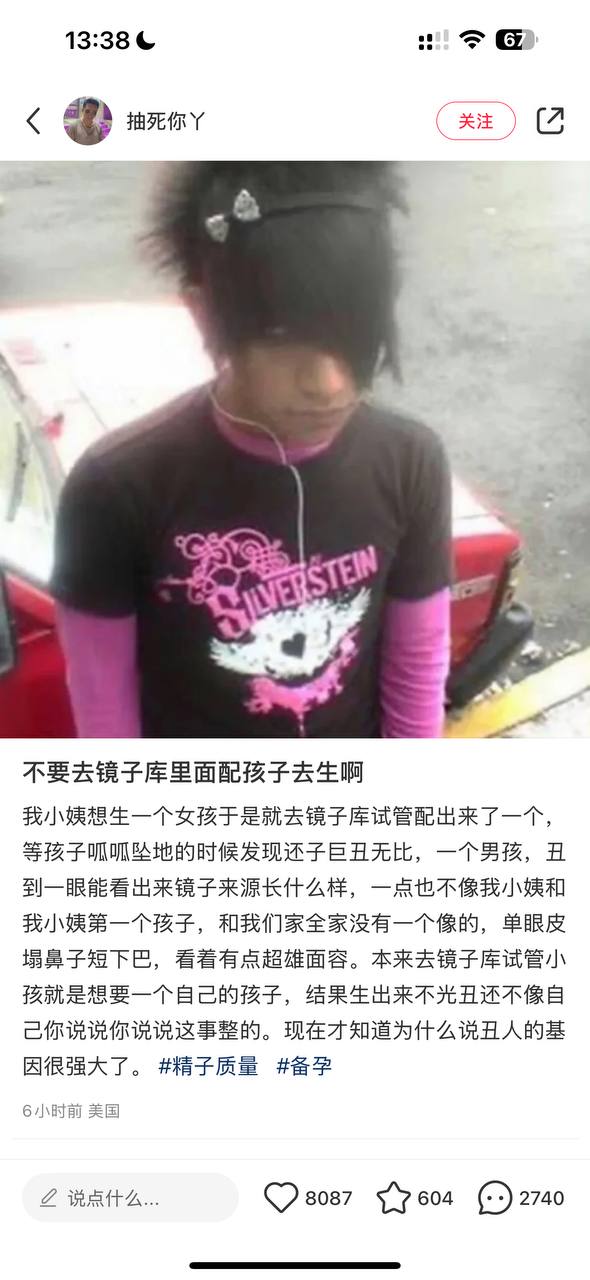 13:38
67
抽死你丫
关注
SILVERSTEIN
不要去镜子库里面配孩子去生啊
我小姨想生一个女孩于是就去镜子库试管配出来了一个，
等孩子呱呱坠地的时候发现还子巨丑无比，一个男孩，丑
到一眼能看出来镜子来源长什么样，一点也不像我小姨和
我小姨第一个孩子，和我们家全家没有一个像的，单眼皮
塌鼻子短下巴，看着有点超雄面容。本来去镜子库试管小
孩就是想要一个自己的孩子，结果生出来不光丑还不像自
己你说说你说说这事整的。现在才知道为什么说丑人的基
因很强大了。 #精子质量 #备孕
6小时前 美国
说点什么...
8087
604
2740